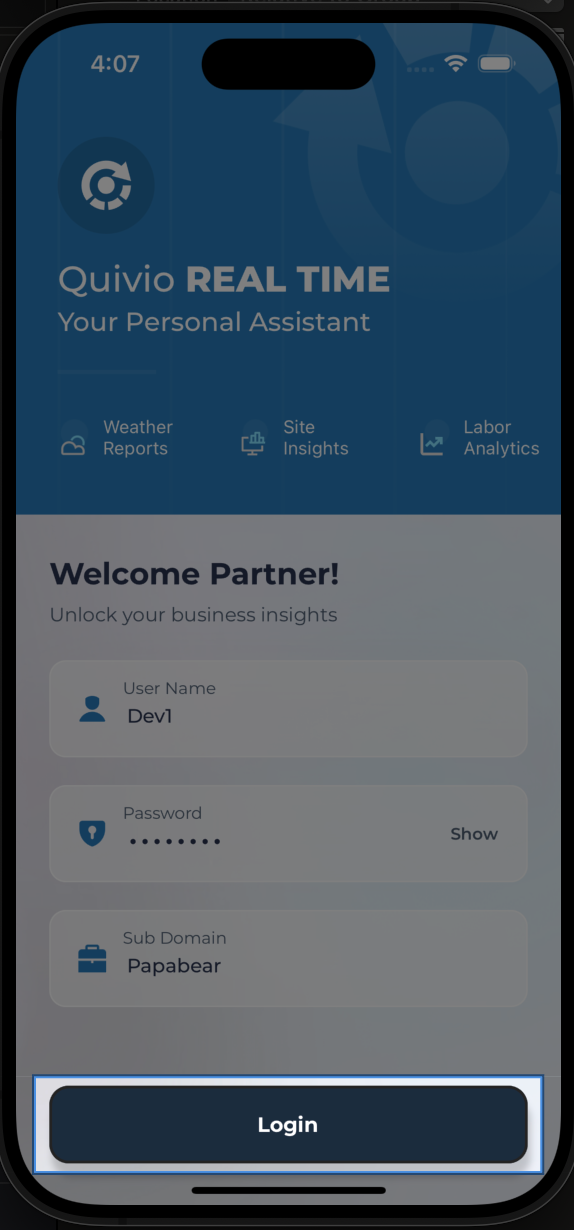 4:07
Quivio REAL TIME
Your Personal Assistant
Weather
Reports
Site
Insights
Labor
Analytics
Welcome Partner!
Unlock your business insights
User Name
Dev1
Password
••••••••
Show
Sub Domain
Papabear
Login